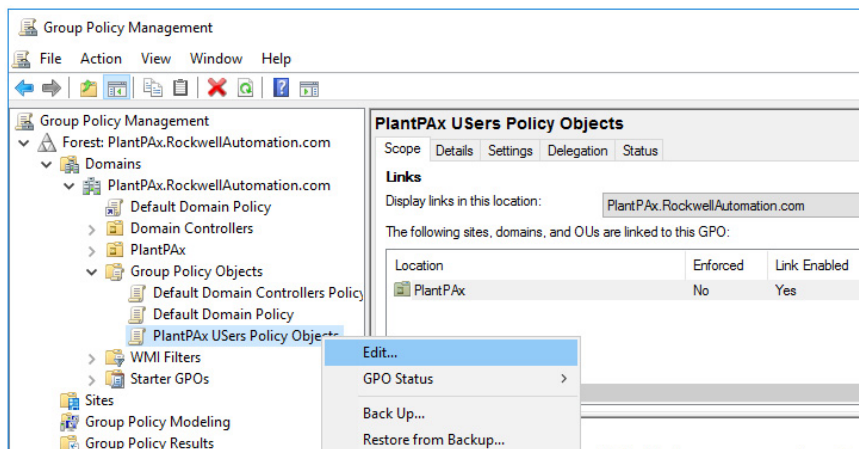 Group Policy Management
File Action View Window Help
Group Policy Management
Forest: PlantPAx.RockwellAutomation.com
Domains
PlantPAx.RockwellAutomation.com
Default Domain Policy
Domain Controllers
PlantPAx
Group Policy Objects
Default Domain Controllers Policy
Default Domain Policy
PlantPAx USers Policy Objects
WMI Filters
Starter GPOs
Sites
Group Policy Modeling
Group Policy Results
Edit...
GPO Status
Back Up...
Restore from Backup...
PlantPAx USers Policy Objects
Scope Details Settings Delegation Status
Links
Display links in this location: PlantPAx.RockwellAutomation.com
The following sites, domains, and OUs are linked to this GPO:
Location Enforced Link Enabled
PlantPAx No Yes